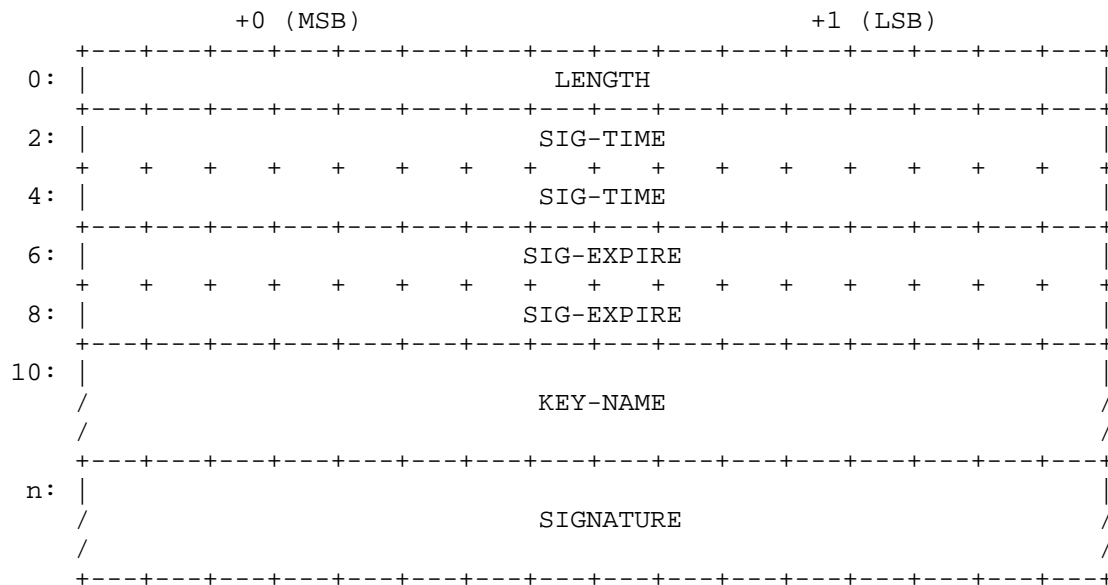 +0 (MSB) +1 (LSB)
+---+---+---+---+---+---+---+---+---+---+---+---+---+---+---+---+
0: | LENGTH |
+---+---+---+---+---+---+---+---+---+---+---+---+---+---+---+---+
2: | SIG-TIME |
+ + + + + + + + + + + + + + + + +
4: | SIG-TIME |
+---+---+---+---+---+---+---+---+---+---+---+---+---+---+---+---+
6: | SIG-EXPIRE |
+ + + + + + + + + + + + + + + + +
8: | SIG-EXPIRE |
+---+---+---+---+---+---+---+---+---+---+---+---+---+---+---+---+
10: | |
/ KEY-NAME /
/ /
+---+---+---+---+---+---+---+---+---+---+---+---+---+---+---+---+
n: | |
/ SIGNATURE /
/ /
+---+---+---+---+---+---+---+---+---+---+---+---+---+---+---+---+